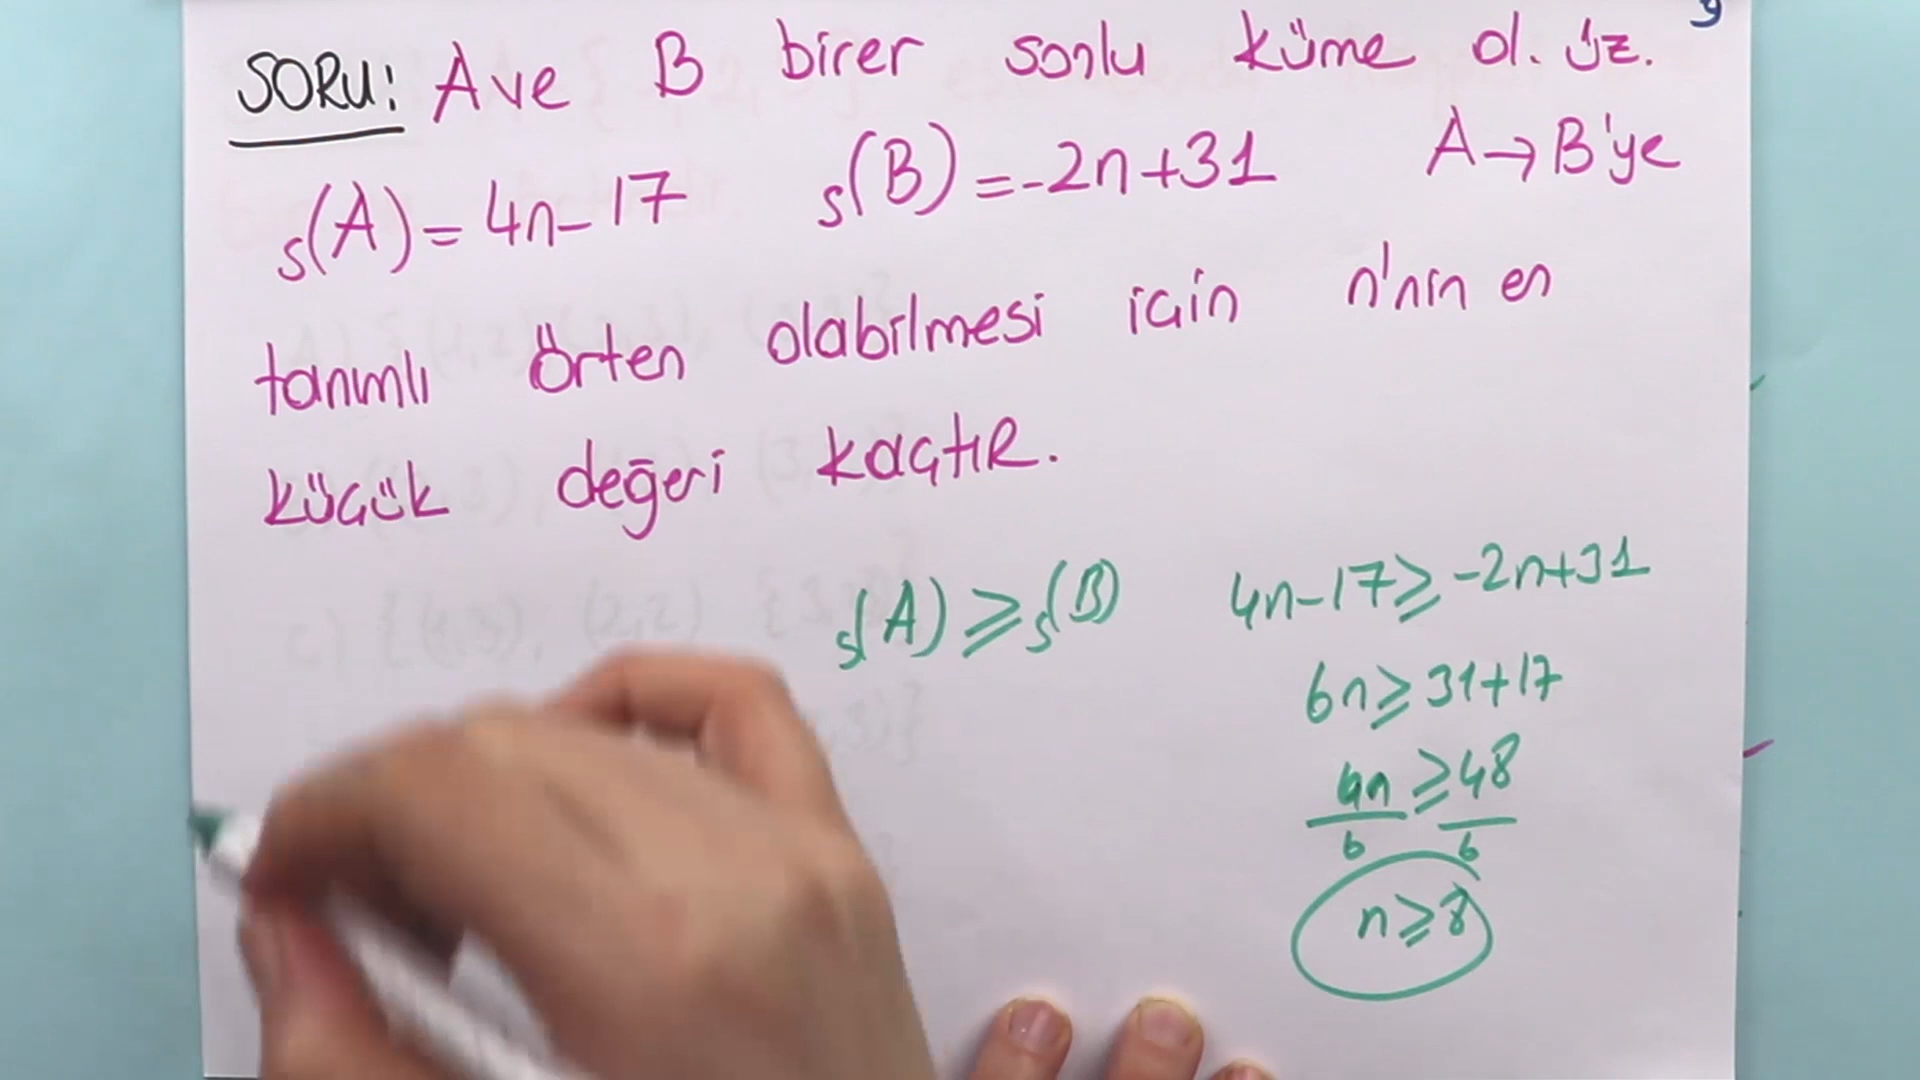 SORU: A ve B birer sonlu küme ol. üz.
s(A) = 4n-17 s(B) = -2n+31 A→B'ye
tanımlı örten olabilmesi için n'nin en
küçük değeri kaçtır.
s(A) ⩾ s(B)
4n-17 ⩾ -2n+31
6n ⩾ 31+17
6n ⩾ 48
6 6
n ⩾ 8